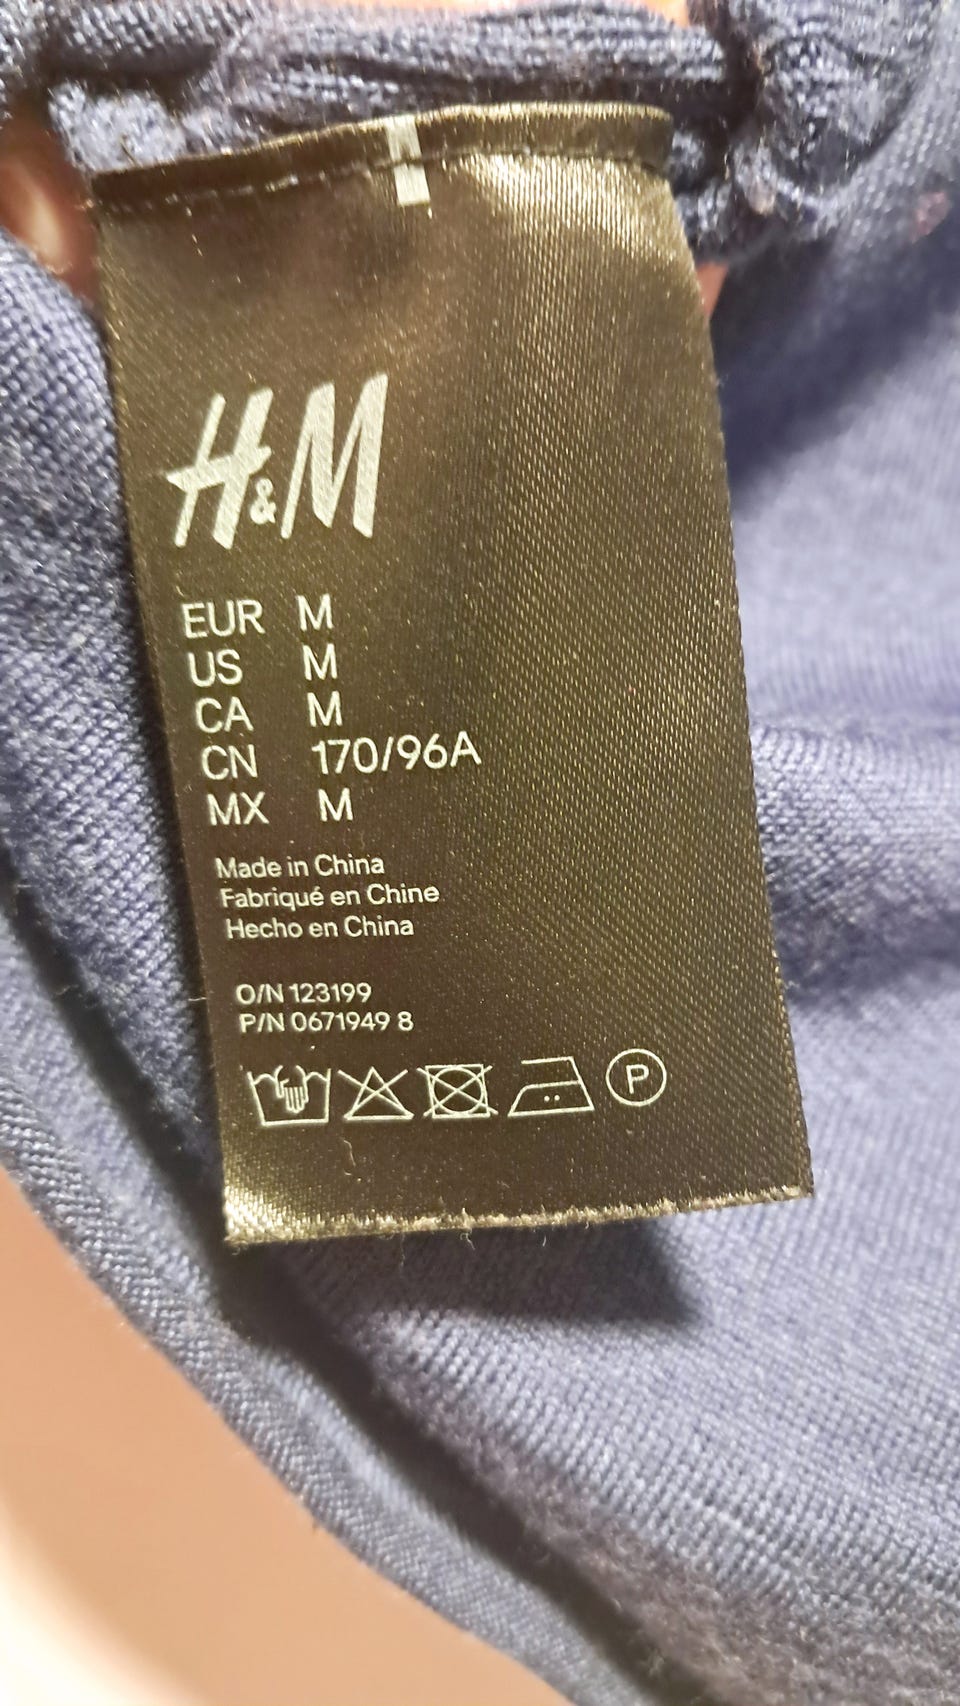 H&M
EUR M
US M
CA M
CN 170/96A
MX M
Made in China
Fabriqué en Chine
Hecho en China
O/N 123199
P/N 0671949 8
P